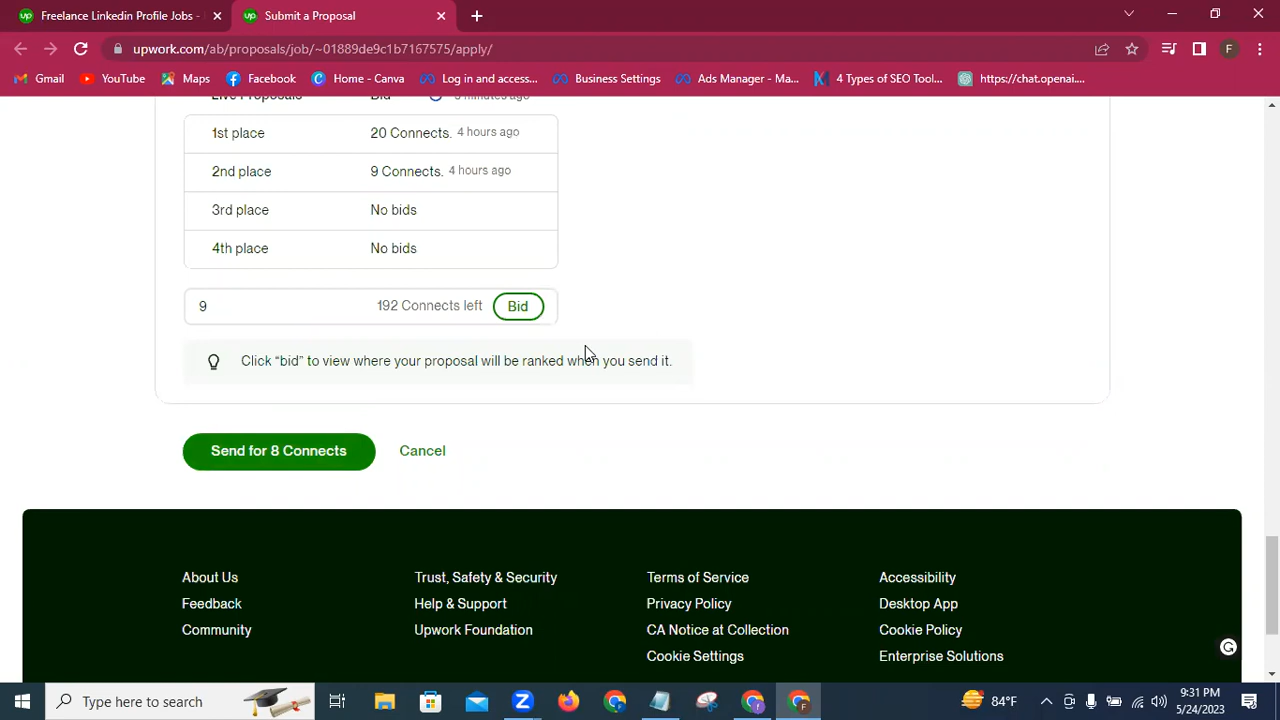 Freelance Linkedin Profile Jobs -
Submit a Proposal
upwork.com/ab/proposals/job/~01889de9c1b7167575/apply/
F
Gmail
YouTube
Maps
Facebook
Home - Canva
Log in and access...
Business Settings
Ads Manager - Ma...
4 Types of SEO Tool...
https://chat.openai....
Live Proposals Bid 3 minutes ago
1st place 20 Connects. 4 hours ago
2nd place 9 Connects. 4 hours ago
3rd place No bids
4th place No bids
9 192 Connects left Bid
Click “bid” to view where your proposal will be ranked when you send it.
Send for 8 Connects Cancel
About Us
Feedback
Community
Trust, Safety & Security
Help & Support
Upwork Foundation
Terms of Service
Privacy Policy
CA Notice at Collection
Cookie Settings
Accessibility
Desktop App
Cookie Policy
Enterprise Solutions
Type here to search
84°F
9:31 PM
5/24/2023